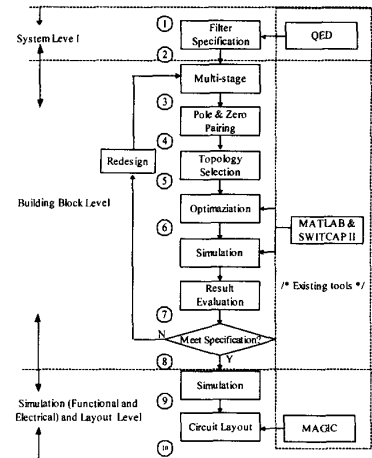 ①
System Level I
Filter
Specification
QED
②
Multi-stage
③
Pole & Zero
Pairing
④
Redesign
Topology
Selection
⑤
Building Block Level
Optimaziation
⑥
MATLAB &
SWITCAP II
Simulation
/* Existing tools */
Result
Evaluation
⑦
N
Meet Specification?
⑧
Y
Simulation
Simulation (Functional and
Electrical) and Layout Level
⑨
Circuit Layout
MAGIC
⑩